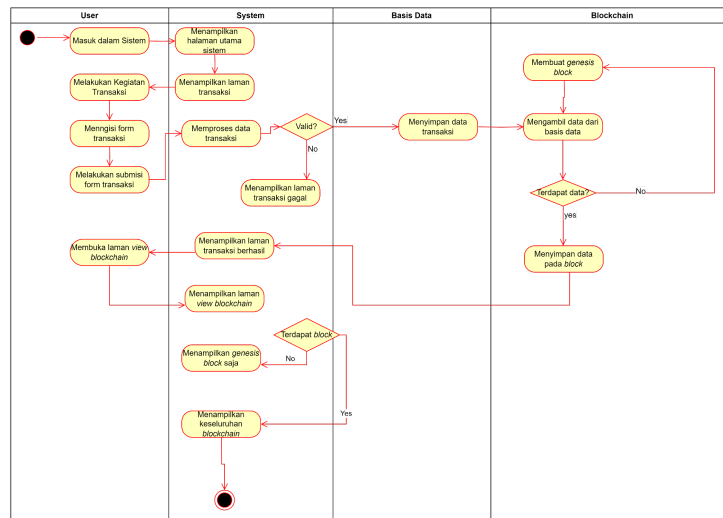 User
System
Basis Data
Blockchain
Masuk dalam Sistem
Menampilkan
halaman utama
sistem
Melakukan Kegiatan
Transaksi
Menampilkan laman
transaksi
Menngisi form
transaksi
Melakukan submisi
form transaksi
Memproses data
transaksi
Valid?
Yes
No
Menampilkan laman
transaksi gagal
Menyimpan data
transaksi
Membuat genesis
block
Mengambil data dari
basis data
Terdapat data?
No
yes
Menyimpan data
pada block
Menampilkan laman
transaksi berhasil
Membuka laman view
blockchain
Menampilkan laman
view blockchain
Terdapat block
No
Menampilkan genesis
block saja
Yes
Menampilkan
keseluruhan
blockchain